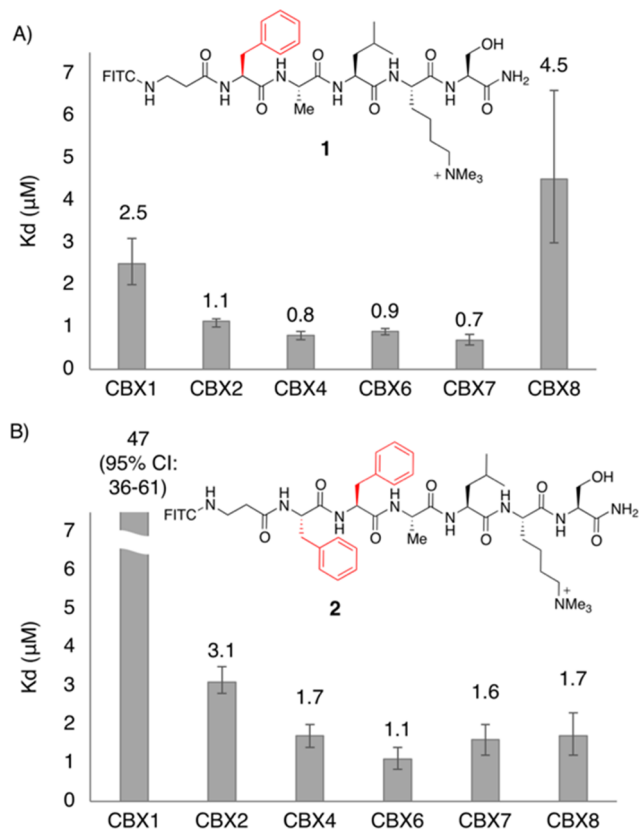 A)
7
6
5
4
3
2
1
0
Kd (µM)
FITC
N
H
O
H
N
O
H
N
Me
O
N
H
O
H
N
+ NMe3
O
N
H
OH
O
NH2
1
2.5
1.1
0.8
0.9
0.7
4.5
CBX1 CBX2 CBX4 CBX6 CBX7 CBX8
B)
47
(95% CI:
36-61)
7
6
5
4
3
2
1
0
Kd (µM)
FITC
H
N
O
H
N
O
N
H
O
H
N
Me
O
N
H
O
H
N
O
N
H
OH
O
NH2
+
NMe3
2
3.1
1.7
1.1
1.6
1.7
CBX1 CBX2 CBX4 CBX6 CBX7 CBX8